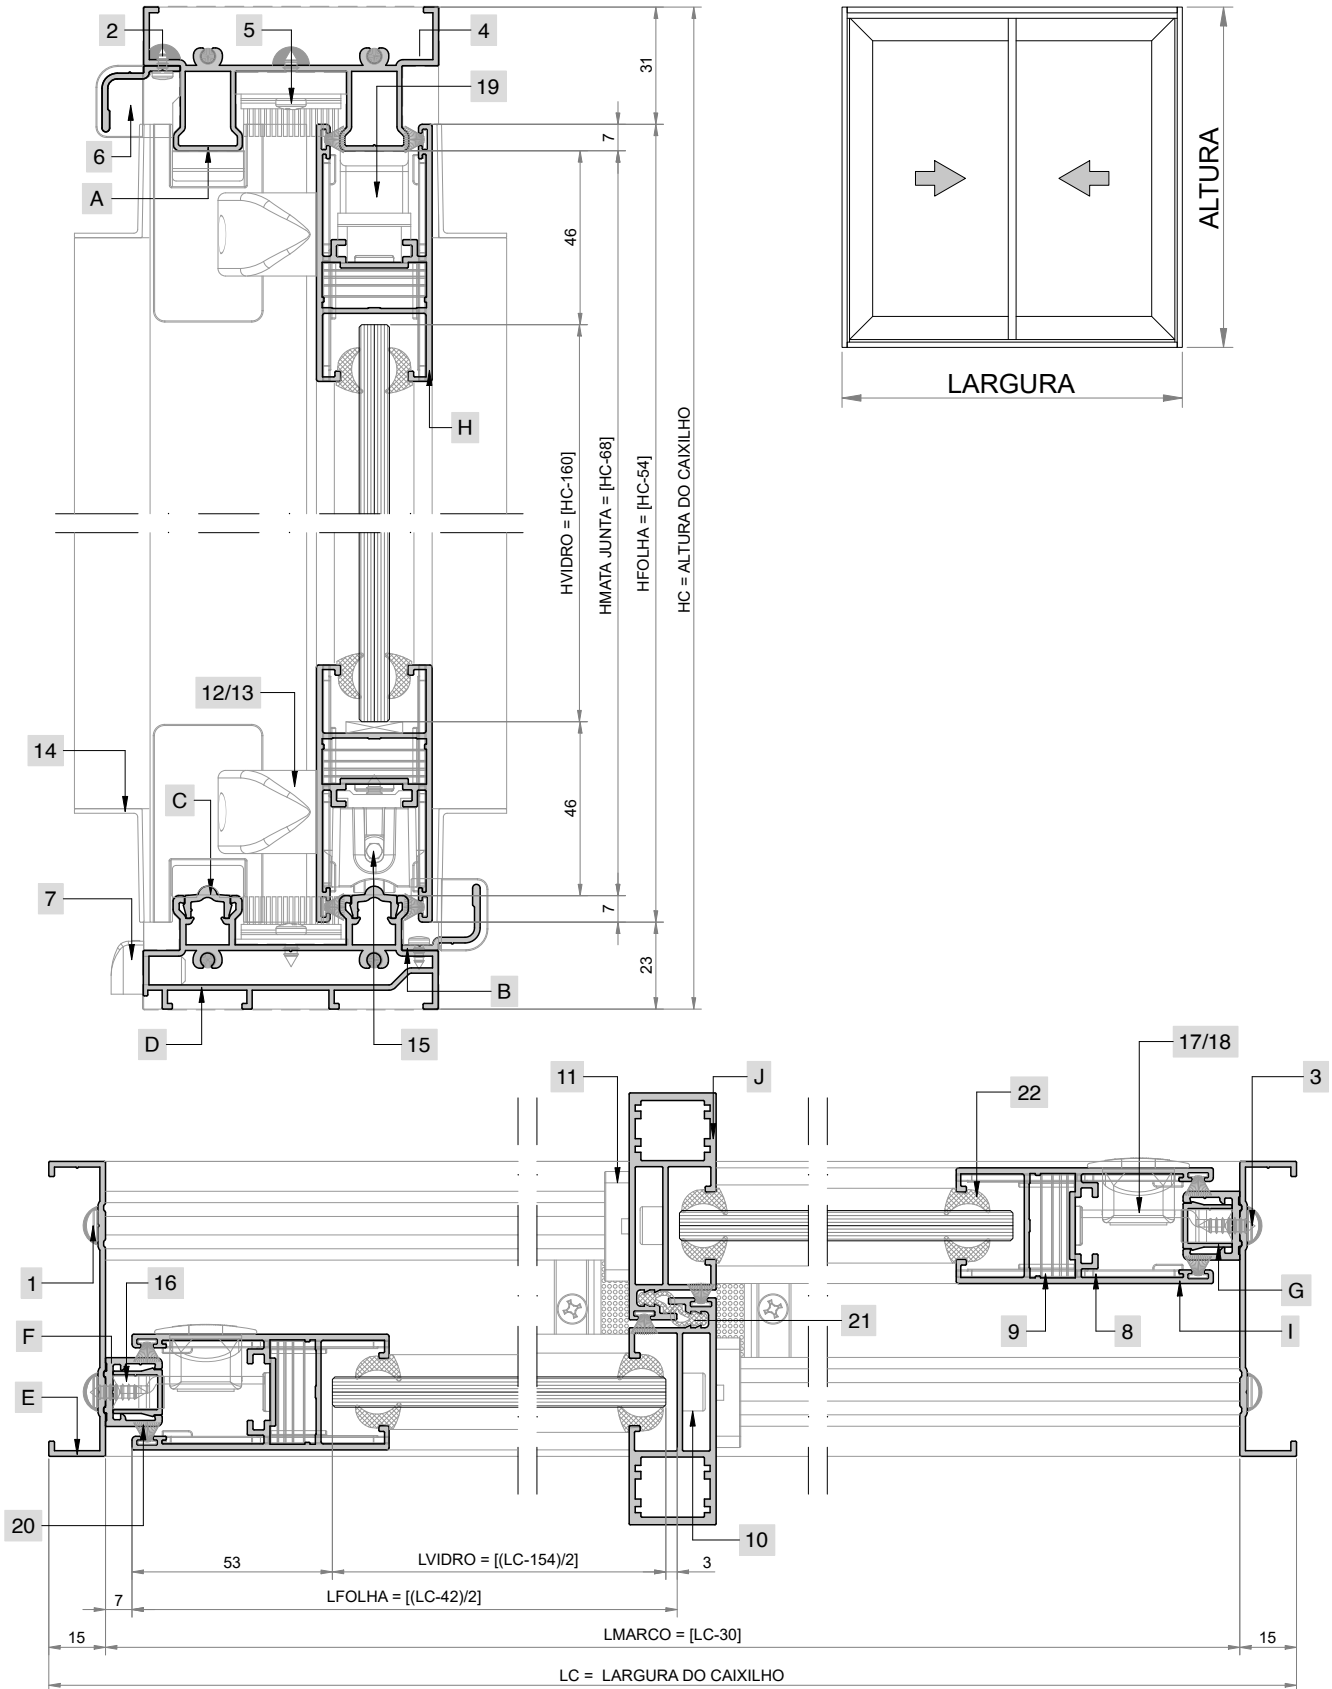 2
5
4
19
6
A
31
7
46
H
HVIDRO = [HC-160]
HMATA JUNTA = [HC-68]
HFOLHA = [HC-54]
HC = ALTURA DO CAIXILHO
12/13
14
C
46
7
7
23
B
D
15
ALTURA
LARGURA
11
J
17/18
3
22
1
16
F
E
21
9
8
I
G
20
10
53
LVIDRO = [(LC-154)/2]
3
7
LFOLHA = [(LC-42)/2]
15
LMARCO = [LC-30]
15
LC = LARGURA DO CAIXILHO